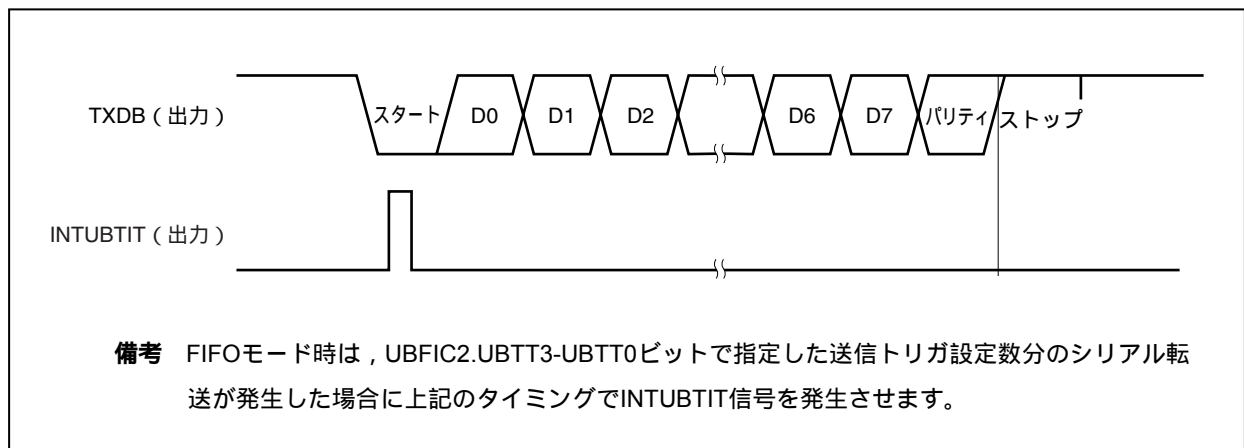 TXDB（出力）
スタート D0 D1 D2 D6 D7 パリティ ストップ
INTUBTIT（出力）
備考 FIFOモード時は，UBFIC2.UBTT3-UBTT0ビットで指定した送信トリガ設定数分のシリアル転
送が発生した場合に上記のタイミングでINTUBTIT信号を発生させます。